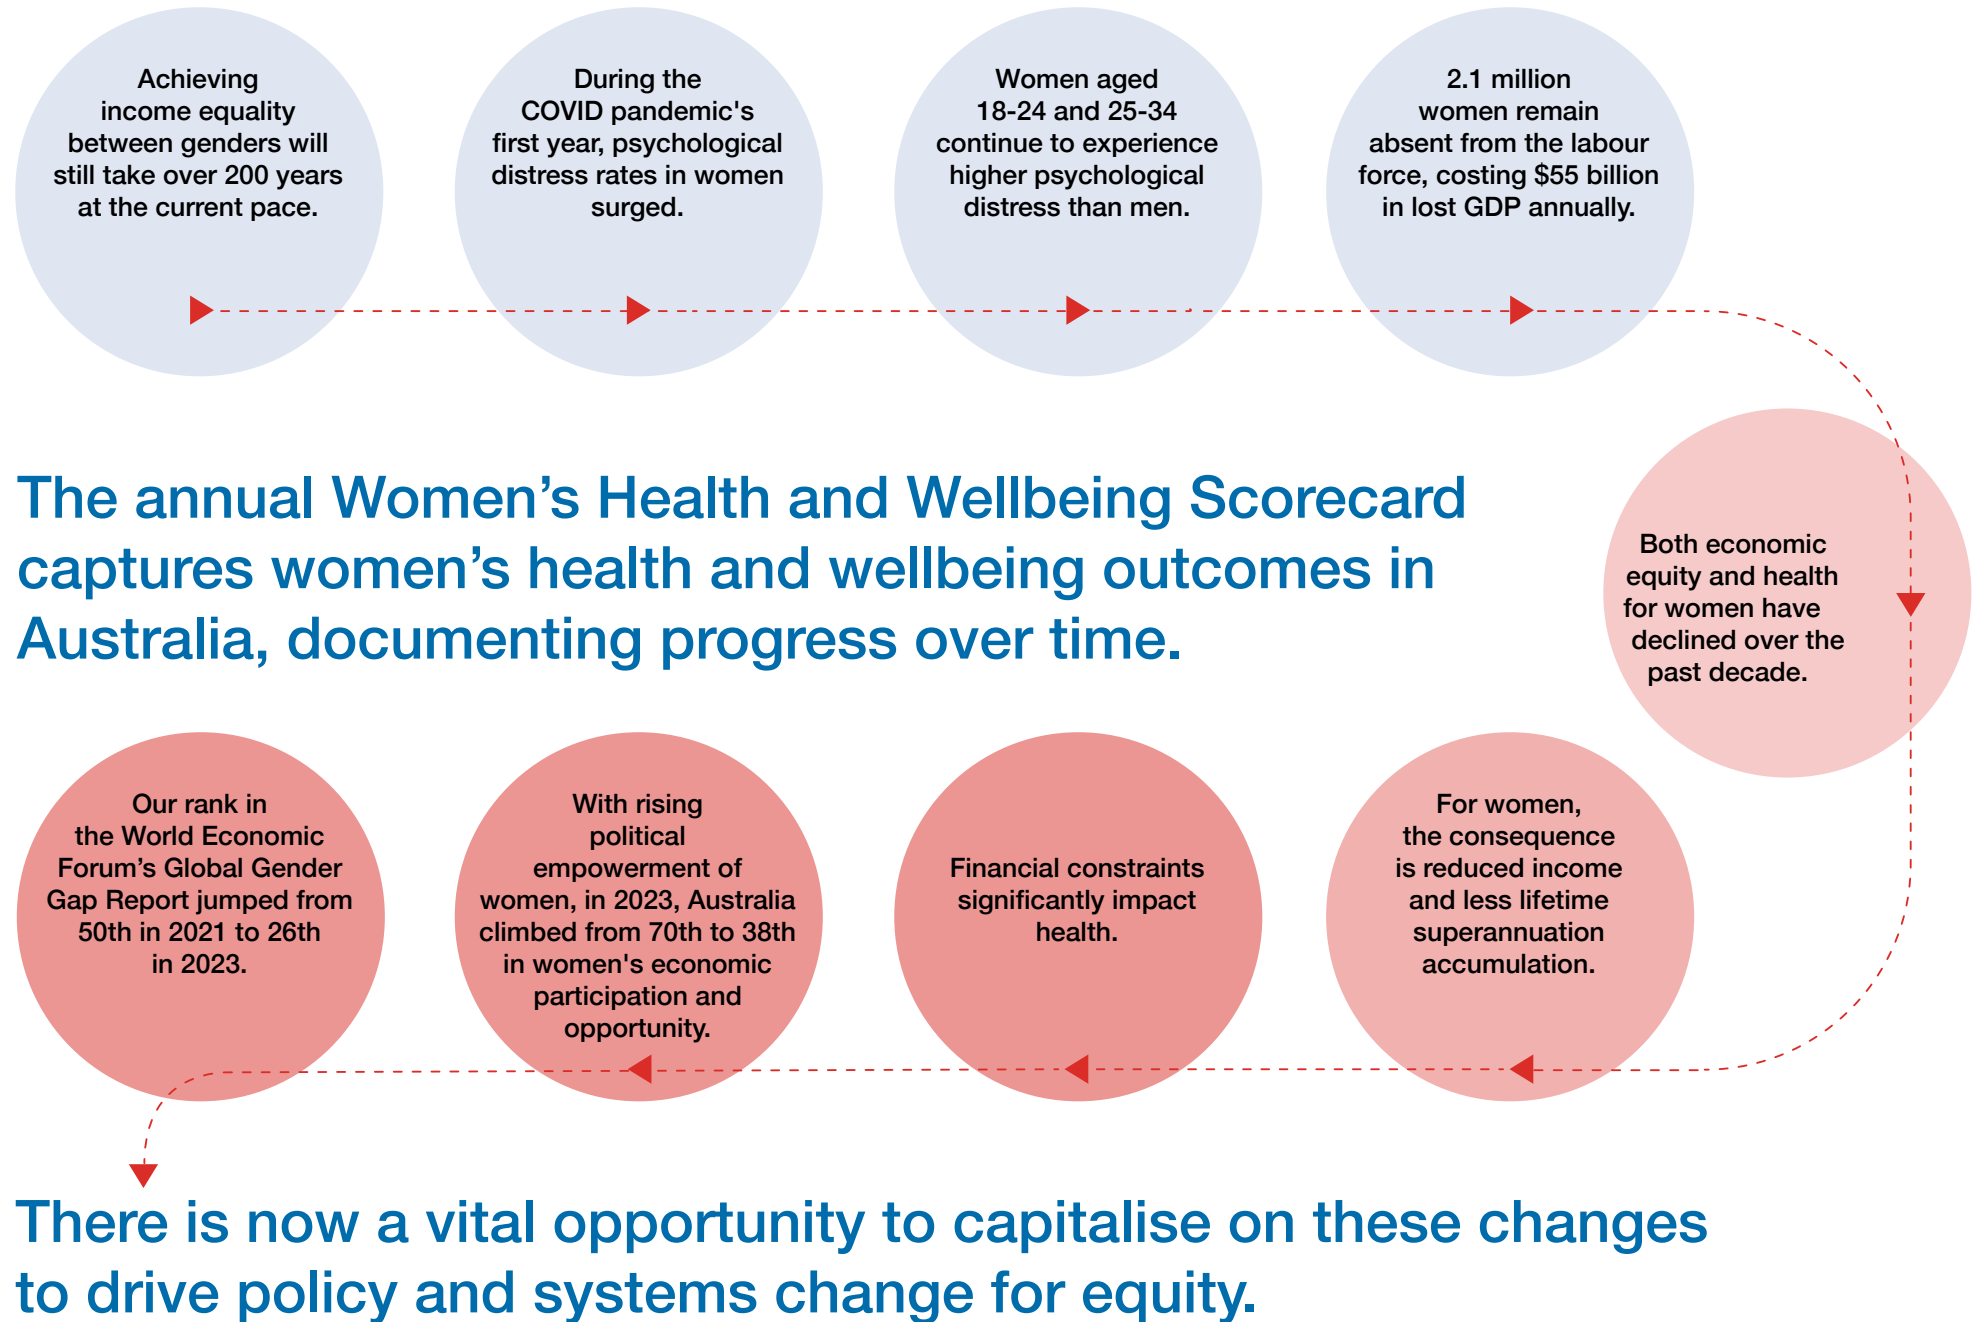 Achieving
income equality
between genders will
still take over 200 years
at the current pace.
During the
COVID pandemic's
first year, psychological
distress rates in women
surged.
Women aged
18-24 and 25-34
continue to experience
higher psychological
distress than men.
2.1 million
women remain
absent from the labour
force, costing $55 billion
in lost GDP annually.
The annual Women’s Health and Wellbeing Scorecard
captures women’s health and wellbeing outcomes in
Australia, documenting progress over time.
Both economic
equity and health
for women have
declined over the
past decade.
For women,
the consequence
is reduced income
and less lifetime
superannuation
accumulation.
Financial constraints
significantly impact
health.
With rising
political
empowerment of
women, in 2023, Australia
climbed from 70th to 38th
in women's economic
participation and
opportunity.
Our rank in
the World Economic
Forum’s Global Gender
Gap Report jumped from
50th in 2021 to 26th
in 2023.
There is now a vital opportunity to capitalise on these changes
to drive policy and systems change for equity.